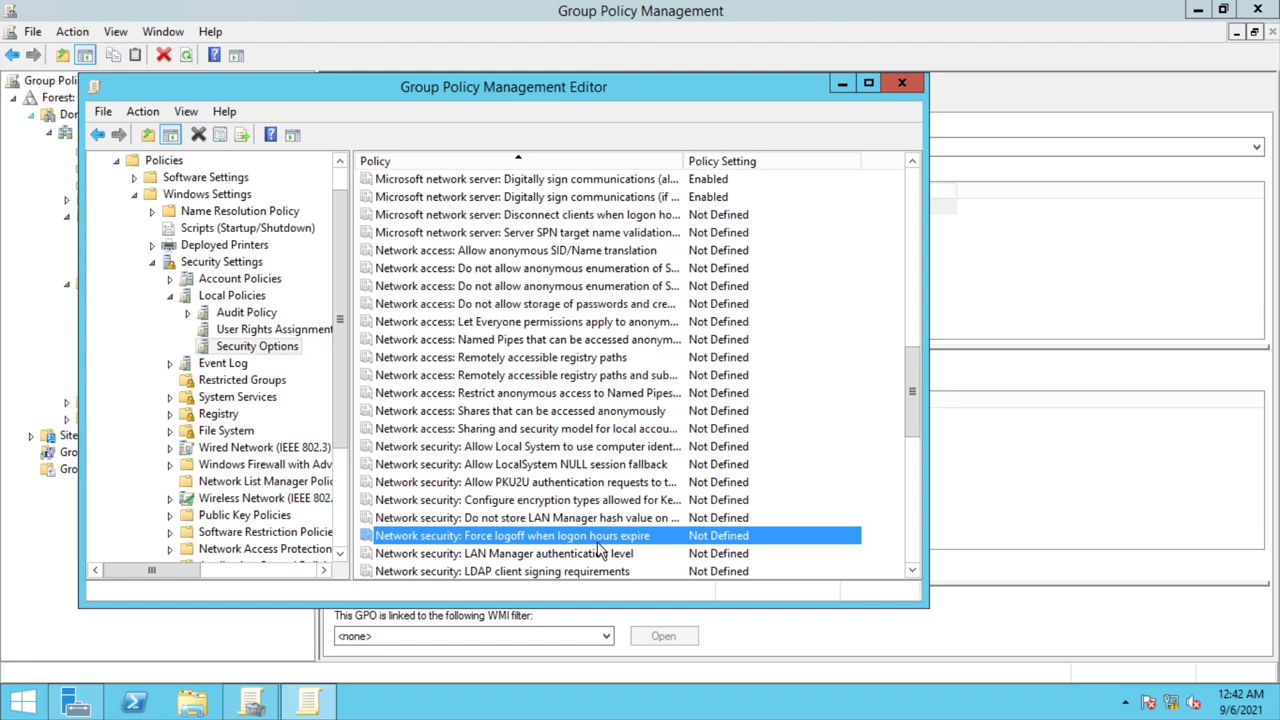 Group Policy Management
File Action View Window Help
Group Poli
Forest:
Dor
Site
Gro
Gro
Group Policy Management Editor
File Action View Help
Policies
Software Settings
Windows Settings
Name Resolution Policy
Scripts (Startup/Shutdown)
Deployed Printers
Security Settings
Account Policies
Local Policies
Audit Policy
User Rights Assignment
Security Options
Event Log
Restricted Groups
System Services
Registry
File System
Wired Network (IEEE 802.3)
Windows Firewall with Adv
Network List Manager Polic
Wireless Network (IEEE 802.
Public Key Policies
Software Restriction Policie
Network Access Protection
Policy Policy Setting
Microsoft network server: Digitally sign communications (al... Enabled
Microsoft network server: Digitally sign communications (if ... Enabled
Microsoft network server: Disconnect clients when logon ho... Not Defined
Microsoft network server: Server SPN target name validation... Not Defined
Network access: Allow anonymous SID/Name translation Not Defined
Network access: Do not allow anonymous enumeration of S... Not Defined
Network access: Do not allow anonymous enumeration of S... Not Defined
Network access: Do not allow storage of passwords and cre... Not Defined
Network access: Let Everyone permissions apply to anonym... Not Defined
Network access: Named Pipes that can be accessed anonym... Not Defined
Network access: Remotely accessible registry paths Not Defined
Network access: Remotely accessible registry paths and sub... Not Defined
Network access: Restrict anonymous access to Named Pipes... Not Defined
Network access: Shares that can be accessed anonymously Not Defined
Network access: Sharing and security model for local accou... Not Defined
Network security: Allow Local System to use computer ident... Not Defined
Network security: Allow LocalSystem NULL session fallback Not Defined
Network security: Allow PKU2U authentication requests to t... Not Defined
Network security: Configure encryption types allowed for Ke... Not Defined
Network security: Do not store LAN Manager hash value on ... Not Defined
Network security: Force logoff when logon hours expire Not Defined
Network security: LAN Manager authentication level Not Defined
Network security: LDAP client signing requirements Not Defined
This GPO is linked to the following WMI filter:
<none> Open
12:42 AM
9/6/2021